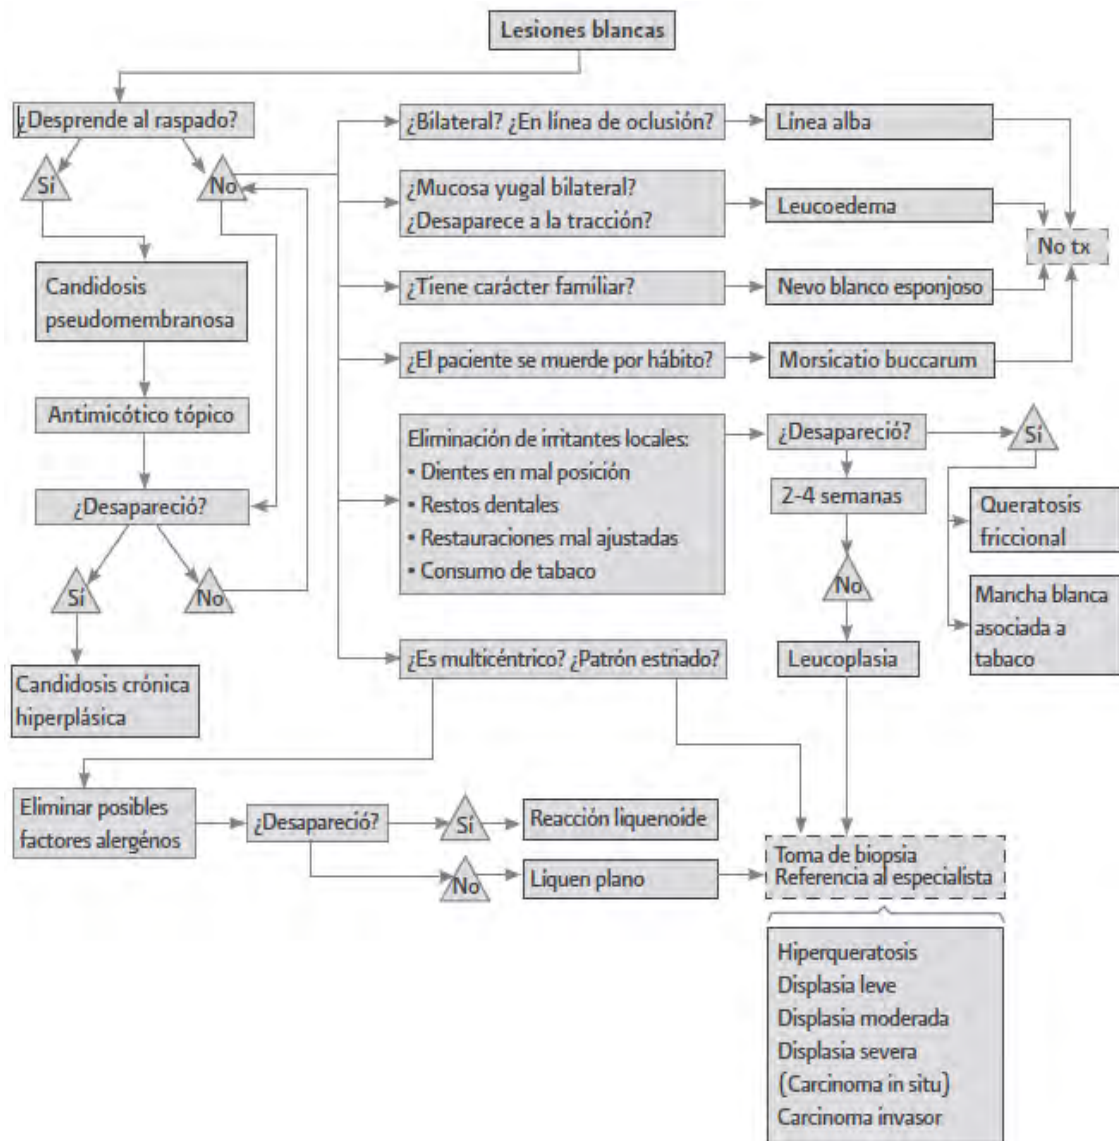 Lesiones blancas
¿Desprende al raspado?
Sí
No
Candidosis
pseudomembranosa
Antimicótico tópico
¿Desapareció?
Sí
No
Candidosis crónica
hiperplásica
¿Bilateral? ¿En línea de oclusión?
Línea alba
¿Mucosa yugal bilateral?
¿Desaparece a la tracción?
Leucoedema
No tx
¿Tiene carácter familiar?
Nevo blanco esponjoso
¿El paciente se muerde por hábito?
Morsicatio buccarum
Eliminación de irritantes locales:
• Dientes en mal posición
• Restos dentales
• Restauraciones mal ajustadas
• Consumo de tabaco
¿Desapareció?
Sí
2-4 semanas
No
Leucoplasia
Queratosis
friccional
Mancha blanca
asociada a
tabaco
¿Es multicéntrico? ¿Patrón estriado?
Eliminar posibles
factores alergénos
¿Desapareció?
Sí
Reacción liquenoide
No
Liquen plano
Toma de biopsia
Referencia al especialista
Hiperqueratosis
Displasia leve
Displasia moderada
Displasia severa
(Carcinoma in situ)
Carcinoma invasor